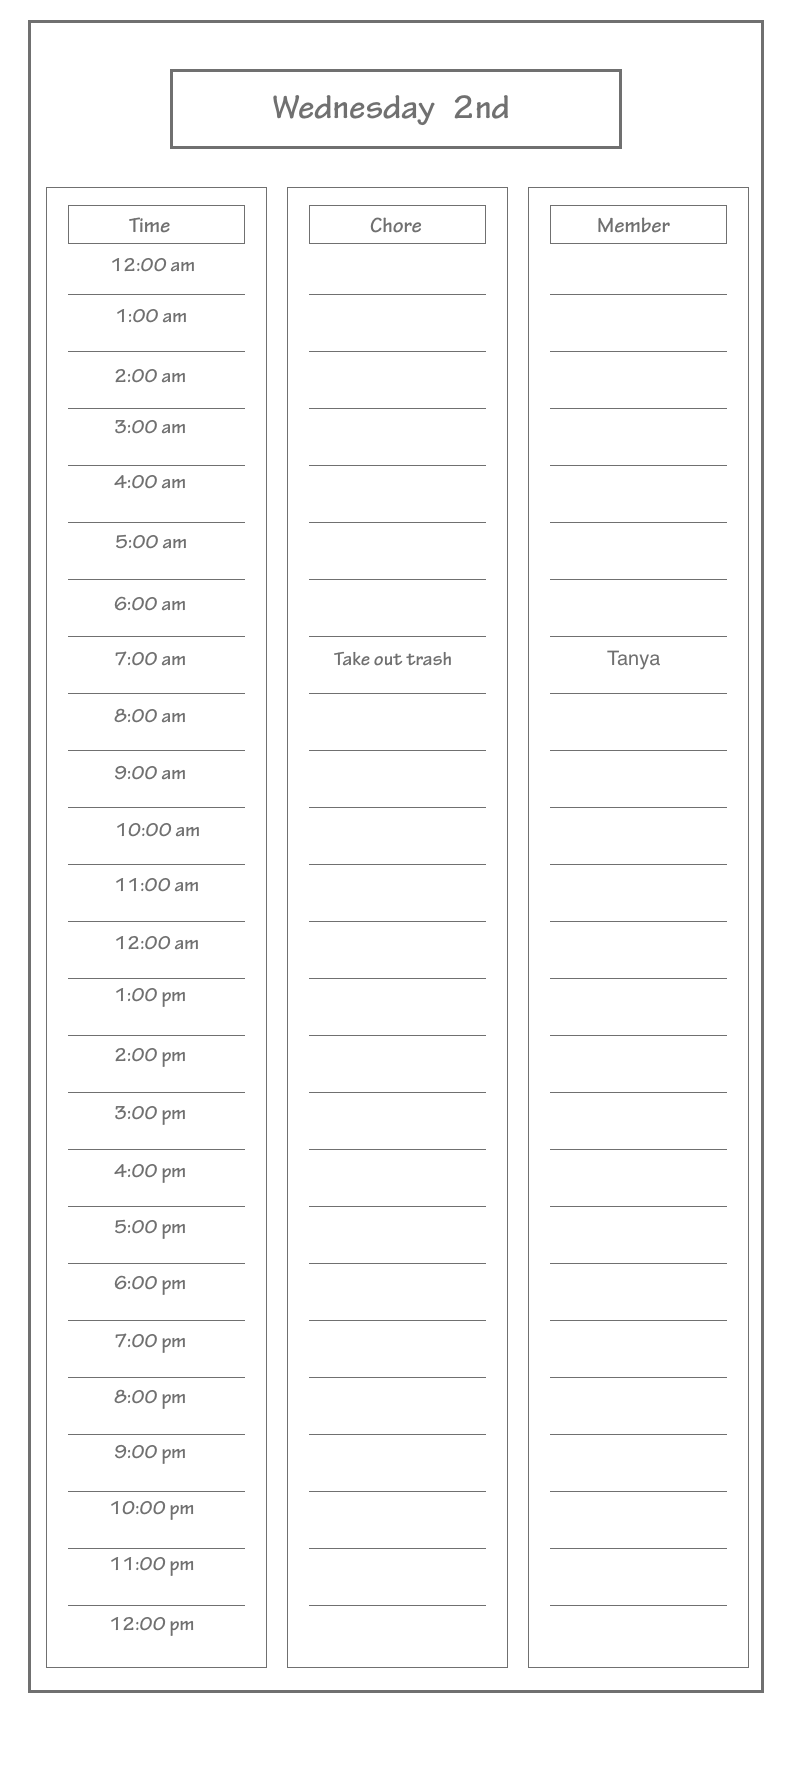 Wednesday 2nd
Time Chore Member
12:00 am
1:00 am
2:00 am
3:00 am
4:00 am
5:00 am
6:00 am
7:00 am Take out trash Tanya
8:00 am
9:00 am
10:00 am
11:00 am
12:00 am
1:00 pm
2:00 pm
3:00 pm
4:00 pm
5:00 pm
6:00 pm
7:00 pm
8:00 pm
9:00 pm
10:00 pm
11:00 pm
12:00 pm